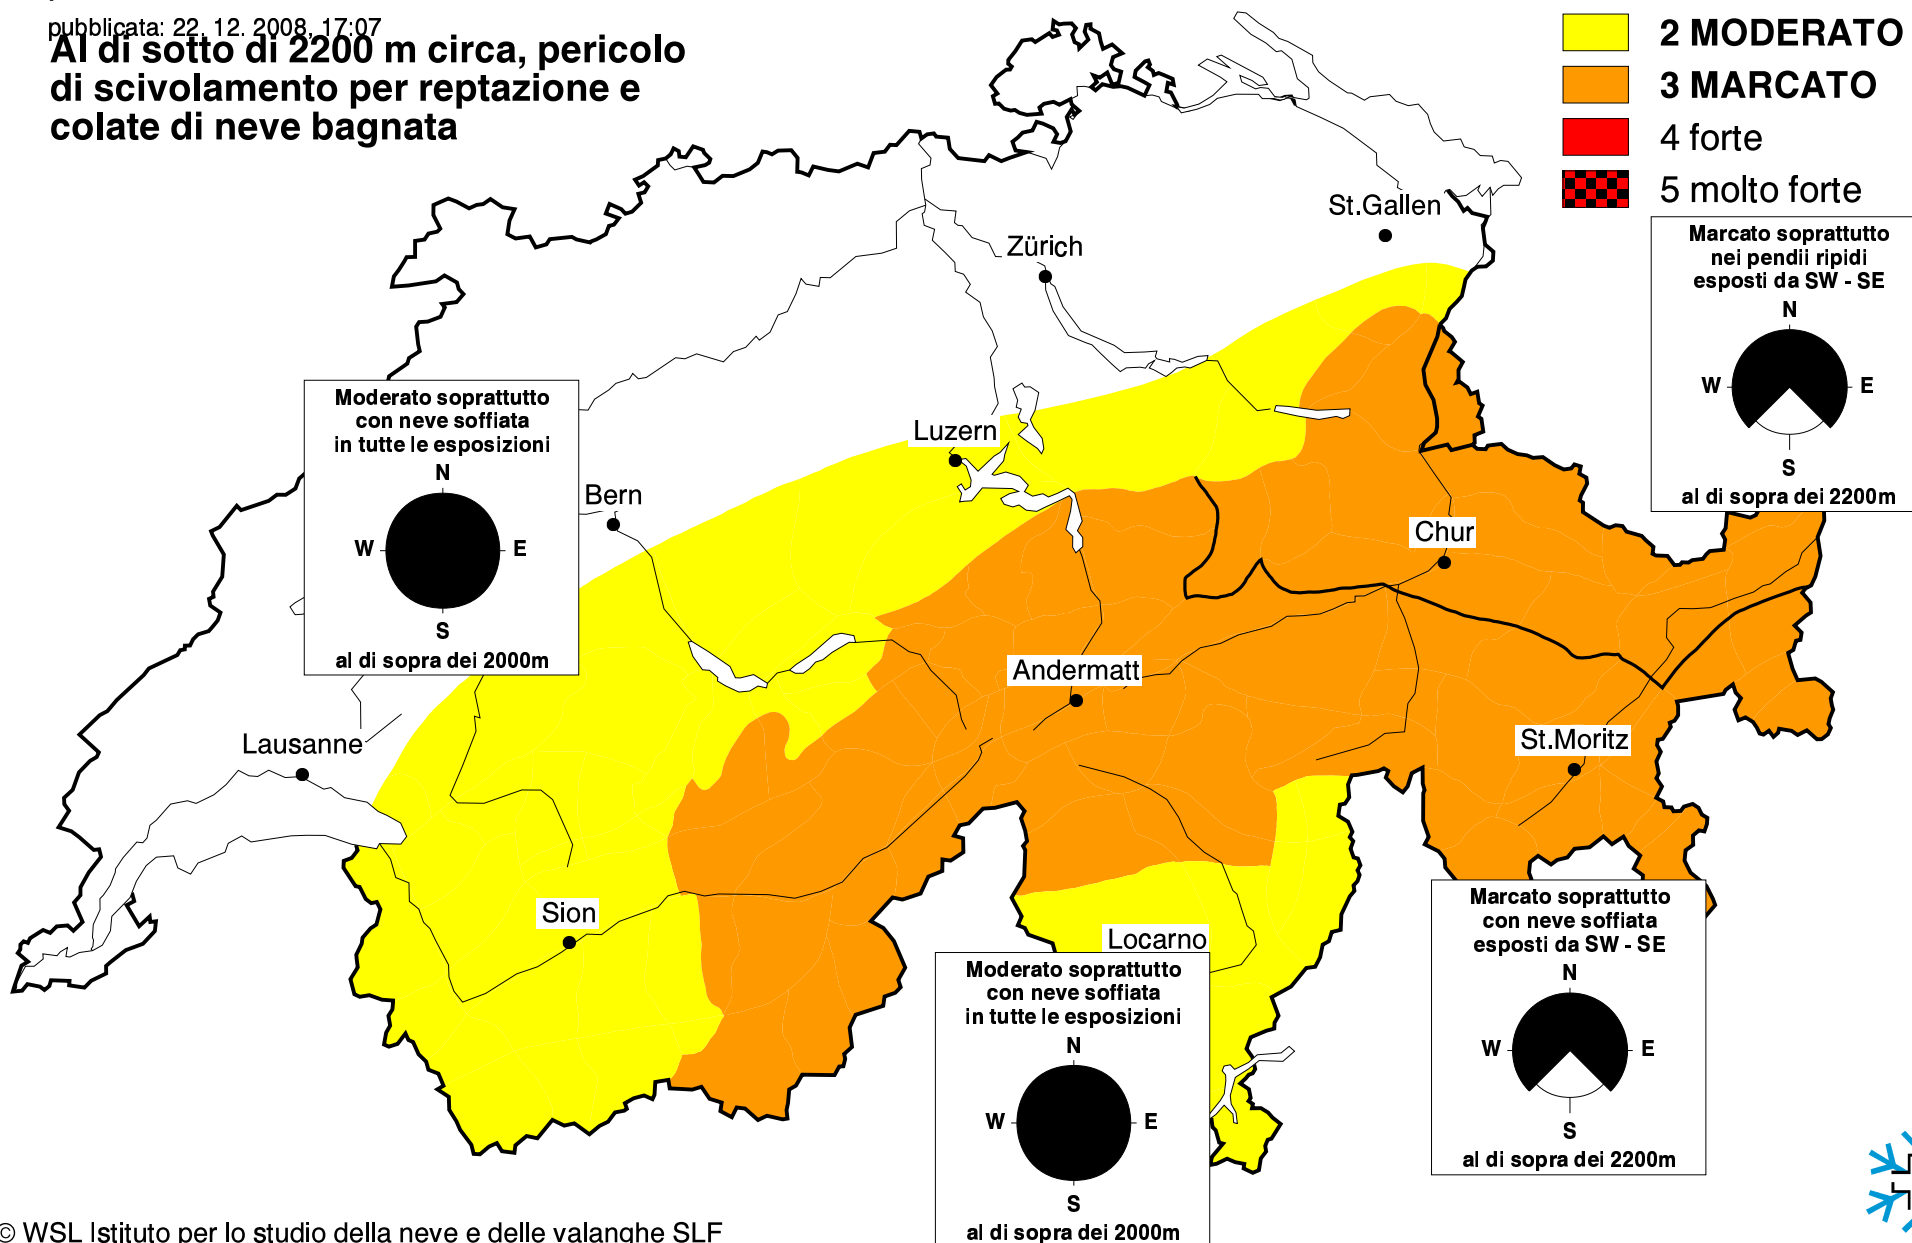 pubblicata: 22. 12. 2008, 17:07
Al di sotto di 2200 m circa, pericolo
di scivolamento per reptazione e
colate di neve bagnata
2 MODERATO
3 MARCATO
4 forte
5 molto forte
Marcato soprattutto
nei pendii ripidi
esposti da SW - SE
N
W
E
S
al di sopra dei 2200m
St.Gallen
Zürich
Moderato soprattutto
con neve soffiata
in tutte le esposizioni
N
W
E
S
al di sopra dei 2000m
Luzern
Bern
Chur
Andermatt
Lausanne
St.Moritz
Sion
Locarno
Marcato soprattutto
con neve soffiata
esposti da SW - SE
N
W
E
S
al di sopra dei 2200m
Moderato soprattutto
con neve soffiata
in tutte le esposizioni
N
W
E
S
al di sopra dei 2000m
© WSL Istituto per lo studio della neve e delle valanghe SLF